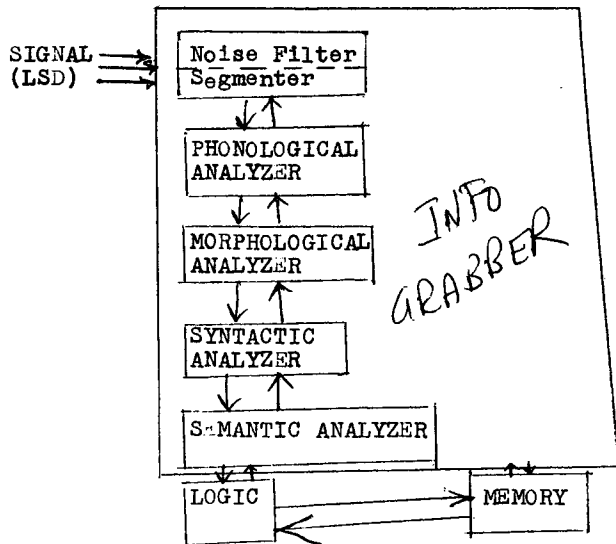 SIGNAL
(LSD)
Noise Filter
Segmenter
PHONOLOGICAL
ANALYZER
MORPHOLOGICAL
ANALYZER
SYNTACTIC
ANALYZER
SEMANTIC ANALYZER
INFO
GRABBER
LOGIC
MEMORY